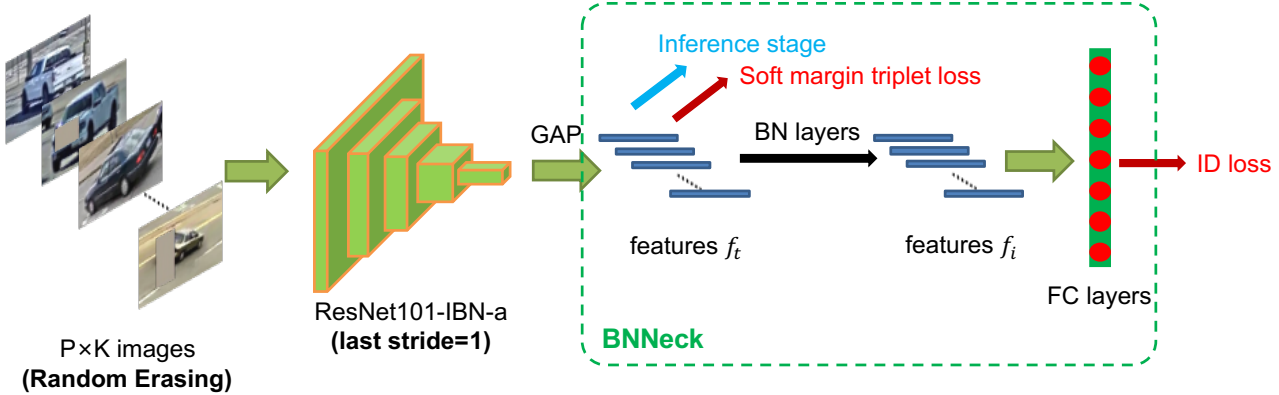 Inference stage
Soft margin triplet loss
GAP
BN layers
ID loss
features f_t
features f_i
FC layers
ResNet101-IBN-a
(last stride=1)
BNNeck
P×K images
(Random Erasing)